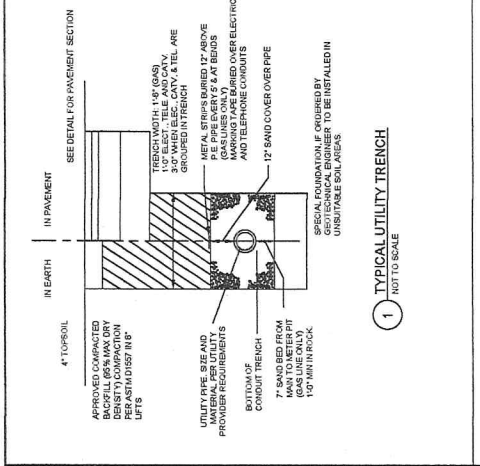 IN EARTH
IN PAVEMENT
4" TOPSOIL
SEE DETAIL FOR PAVEMENT SECTION
APPROVED COMPACTED
BACKFILL (95% MAX DRY
DENSITY) COMPACTION
PER ASTM D1557 IN 8"
LIFTS
TRENCH WIDTH: 1'-6" (GAS)
1'-0" ELECT., TELE. AND CATV.
3'-0" WHEN ELEC., CATV. & TEL. ARE
GROUPED IN TRENCH
METAL STRIPS BURIED 12" ABOVE
P.E. PIPE EVERY 5' & AT BENDS
(GAS LINES ONLY)
MARKING TAPE BURIED OVER ELECTRIC
AND TELEPHONE CONDUITS
UTILITY PIPE. SIZE AND
MATERIAL PER UTILITY
PROVIDER REQUIREMENTS
12" SAND COVER OVER PIPE
BOTTOM OF
CONDUIT TRENCH
7" SAND BED FROM
MAIN TO METER PIT
(GAS LINE ONLY)
1'-0" MIN IN ROCK
SPECIAL FOUNDATION, IF ORDERED BY
GEOTECHNICAL ENGINEER TO BE INSTALLED IN
UNSUITABLE SOIL AREAS.
1 TYPICAL UTILITY TRENCH
NOT TO SCALE